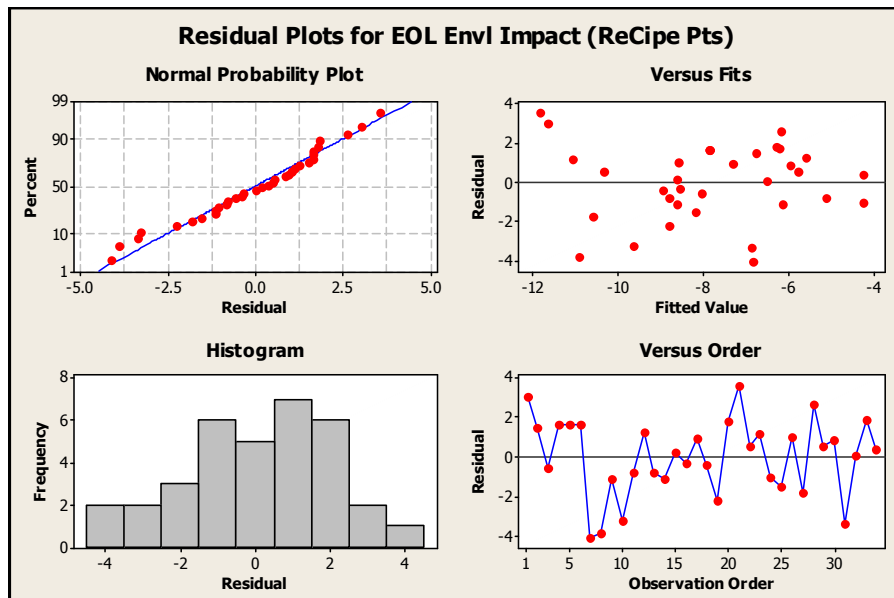 Residual Plots for EOL Envl Impact (ReCipe Pts)
Normal Probability Plot
99
90
50
10
1
Percent
-5.0 -2.5 0.0 2.5 5.0
Residual
Versus Fits
4
2
0
-2
-4
Residual
-12 -10 -8 -6 -4
Fitted Value
Histogram
8
6
4
2
0
Frequency
-4 -2 0 2 4
Residual
Versus Order
4
2
0
-2
-4
Residual
1 5 10 15 20 25 30
Observation Order